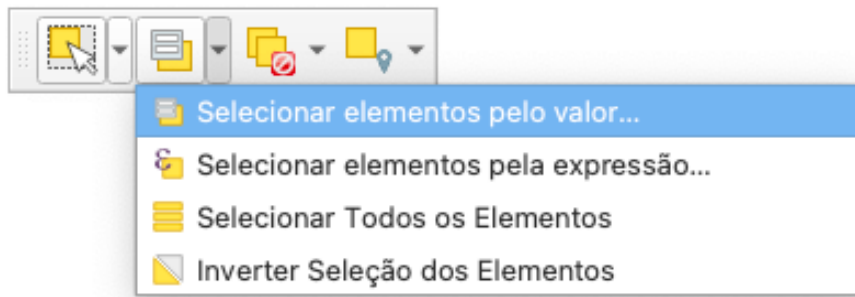 Selecionar elementos pelo valor...
Selecionar elementos pela expressão...
Selecionar Todos os Elementos
Inverter Seleção dos Elementos